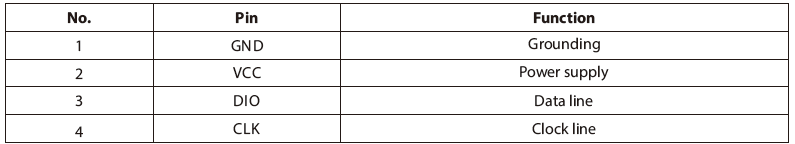 No. Pin Function
1 GND Grounding
2 VCC Power supply
3 DIO Data line
4 CLK Clock line